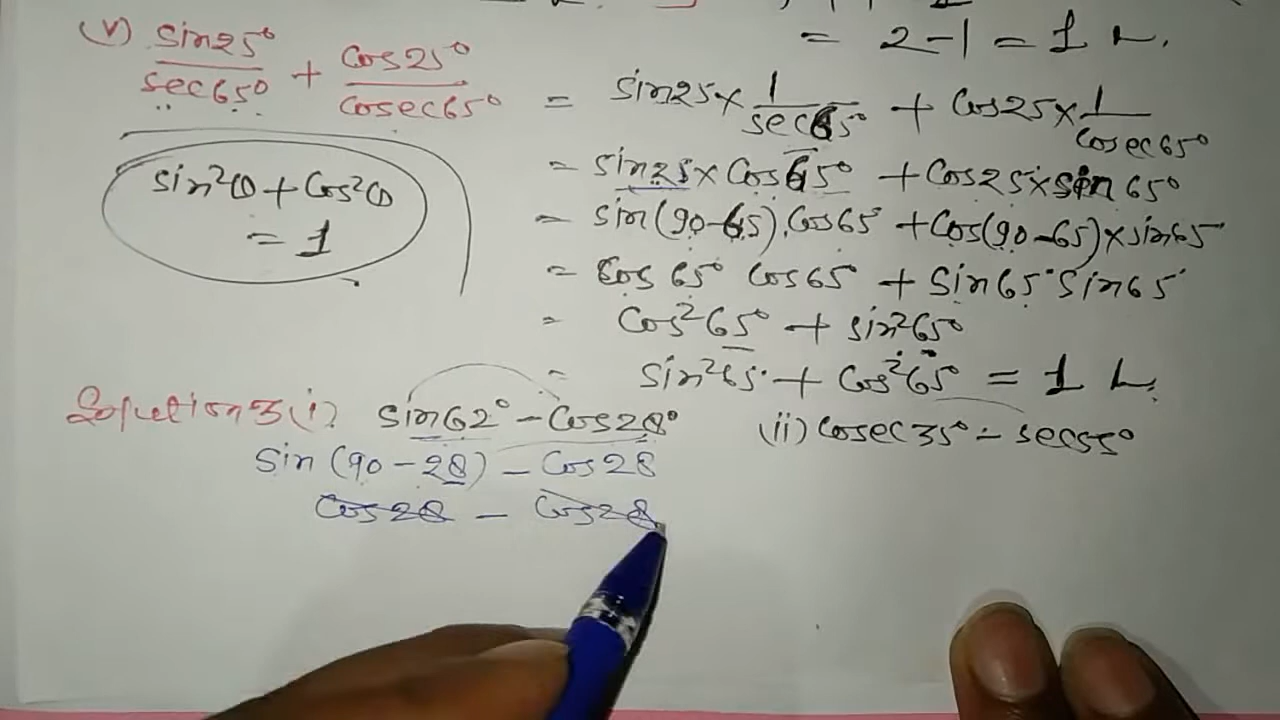 = 2-1 = 1
(v) sin25°/sec65° + cos25°/cosec65°
= sin25×1/sec65° + cos25×1/cosec65°
= sin25×cos65° + cos25×sin65°
= sin(90-65).cos65° + cos(90-65)×sin65°
= cos65° cos65° + sin65° sin65°
= cos²65° + sin²65°
= sin²65° + cos²65° = 1
sin²θ + cos²θ
= 1
Solution 3(i). sin62° - cos28°
sin(90-28) - cos28
cos28 - cos28
(ii) cosec35° - sec55°